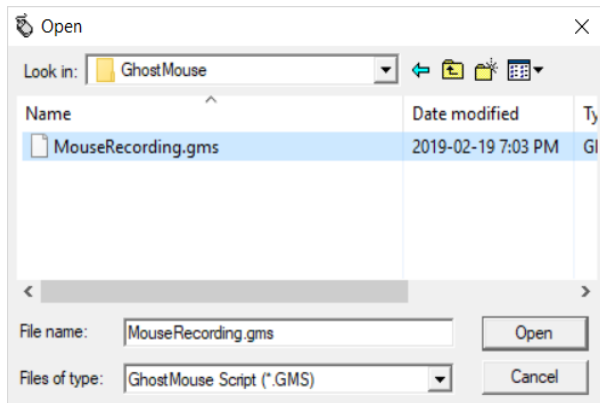 Open
Look in: GhostMouse
Name Date modified Ty
MouseRecording.gms 2019-02-19 7:03 PM GI
File name: MouseRecording.gms Open
Files of type: GhostMouse Script (*.GMS) Cancel